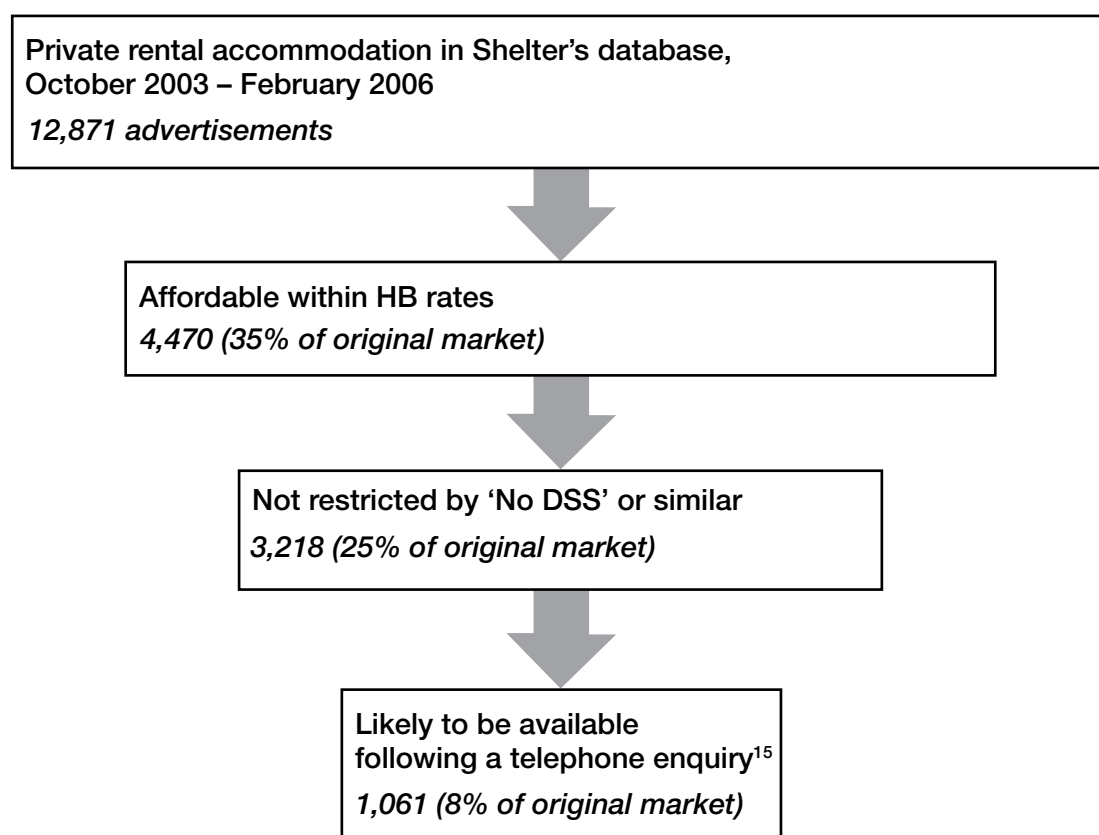 Private rental accommodation in Shelter’s database,
October 2003 – February 2006
12,871 advertisements
Affordable within HB rates
4,470 (35% of original market)
Not restricted by ‘No DSS’ or similar
3,218 (25% of original market)
Likely to be available
following a telephone enquiry15
1,061 (8% of original market)